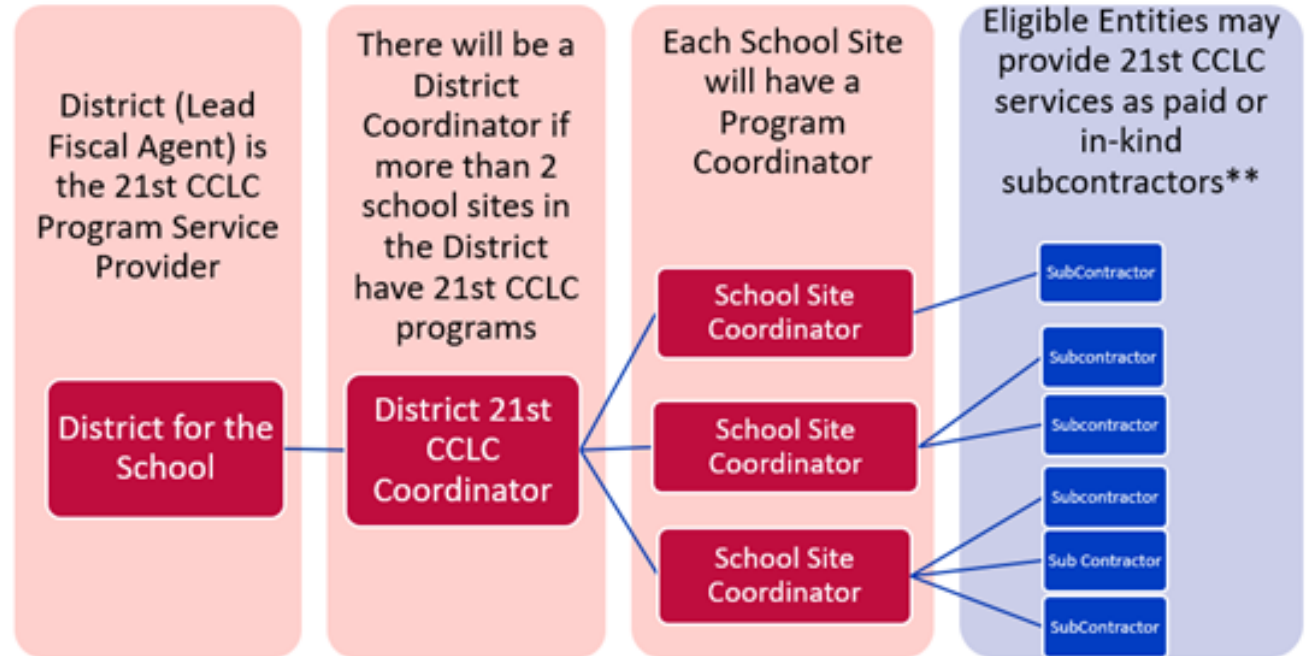 District (Lead
Fiscal Agent) is
the 21st CCLC
Program Service
Provider
District for the
School
There will be a
District
Coordinator if
more than 2
school sites in
the District
have 21st CCLC
programs
District 21st
CCLC
Coordinator
Each School Site
will have a
Program
Coordinator
School Site
Coordinator
School Site
Coordinator
School Site
Coordinator
Eligible Entities may
provide 21st CCLC
services as paid or
in-kind
subcontractors**
SubContractor
Subcontractor
Subcontractor
Subcontractor
Sub Contractor
SubContractor